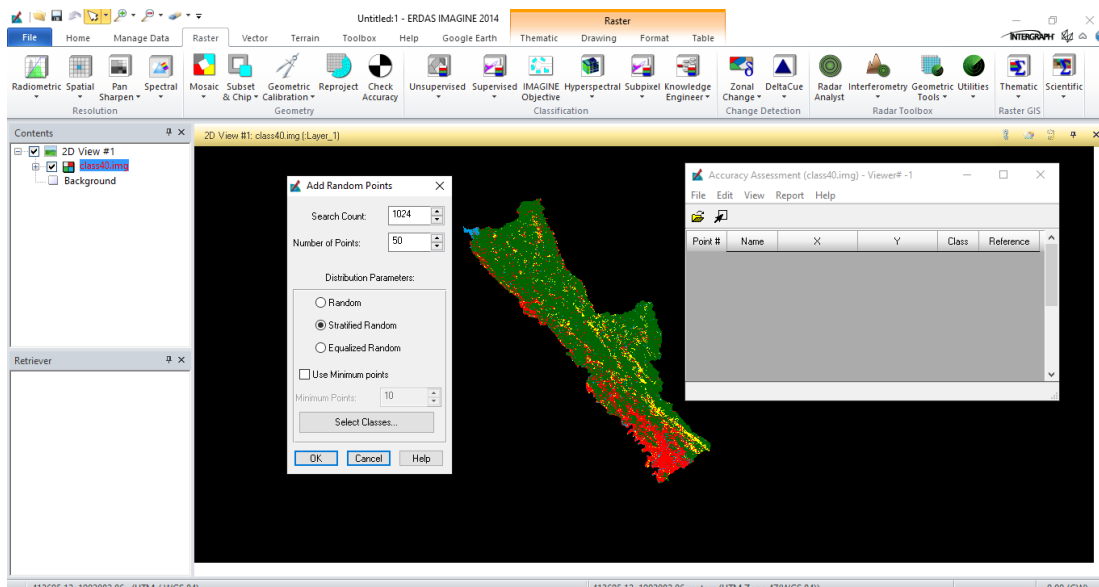 Untitled:1 - ERDAS IMAGINE 2014
Raster
File Home Manage Data Raster Vector Terrain Toolbox Help Google Earth Thematic Drawing Format Table
INTERGRAPH
Radiometric Spatial Pan Sharpen Spectral Mosaic Subset & Chip Geometric Calibration Reproject Check Accuracy Unsupervised Supervised IMAGINE Objective Hyperspectral Subpixel Knowledge Engineer Zonal Change DeltaCue Radar Analyst Interferometry Geometric Tools Utilities Thematic Scientific
Resolution Geometry Classification Change Detection Radar Toolbox Raster GIS
Contents
2D View #1: class40.img (:Layer_1)
2D View #1
class40.img
Background
Retriever
Add Random Points
Search Count: 1024
Number of Points: 50
Distribution Parameters:
Random
Stratified Random
Equalized Random
Use Minimum points
Minimum Points: 10
Select Classes...
OK Cancel Help
Accuracy Assessment (class40.img) - Viewer# -1
File Edit View Report Help
Point # Name X Y Class Reference